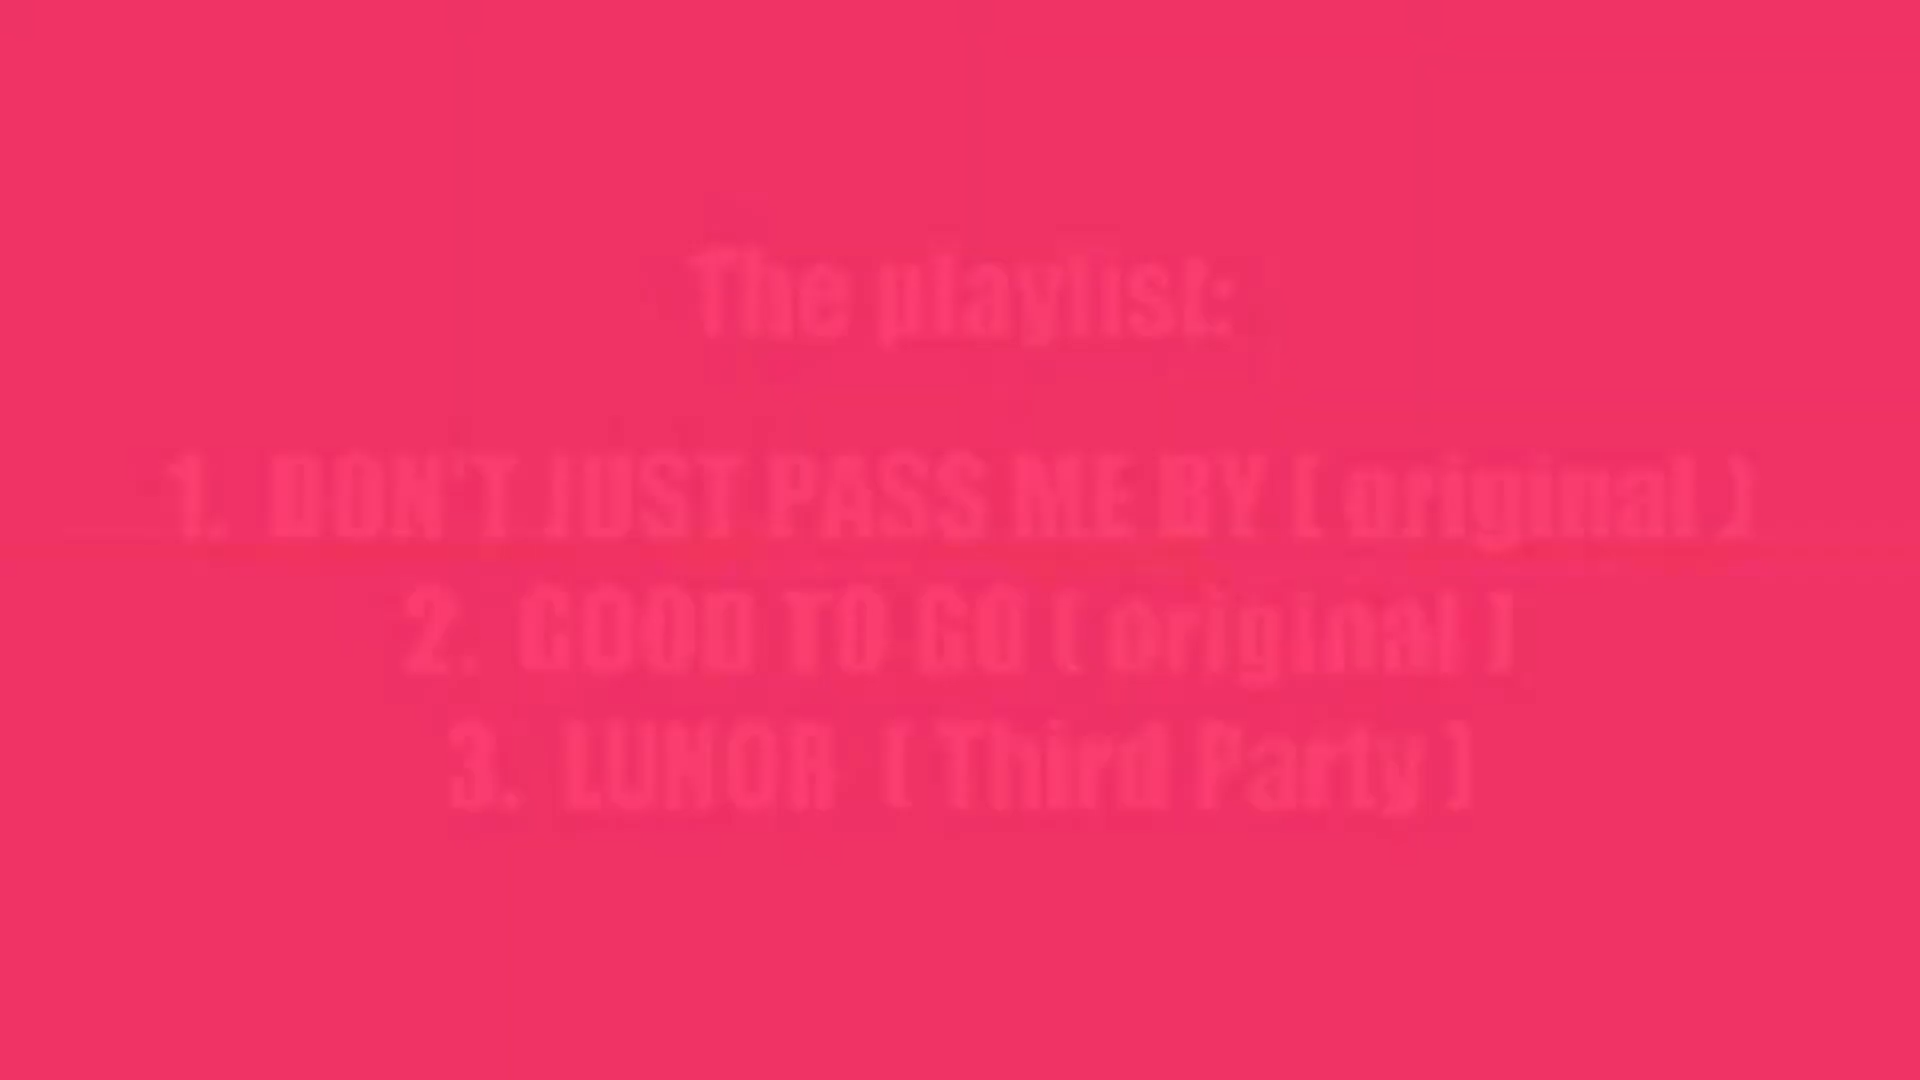 The playlist:
1. DON'T JUST PASS ME BY ( original )
2. GOOD TO GO ( original )
3. LUNOR ( Third Party )